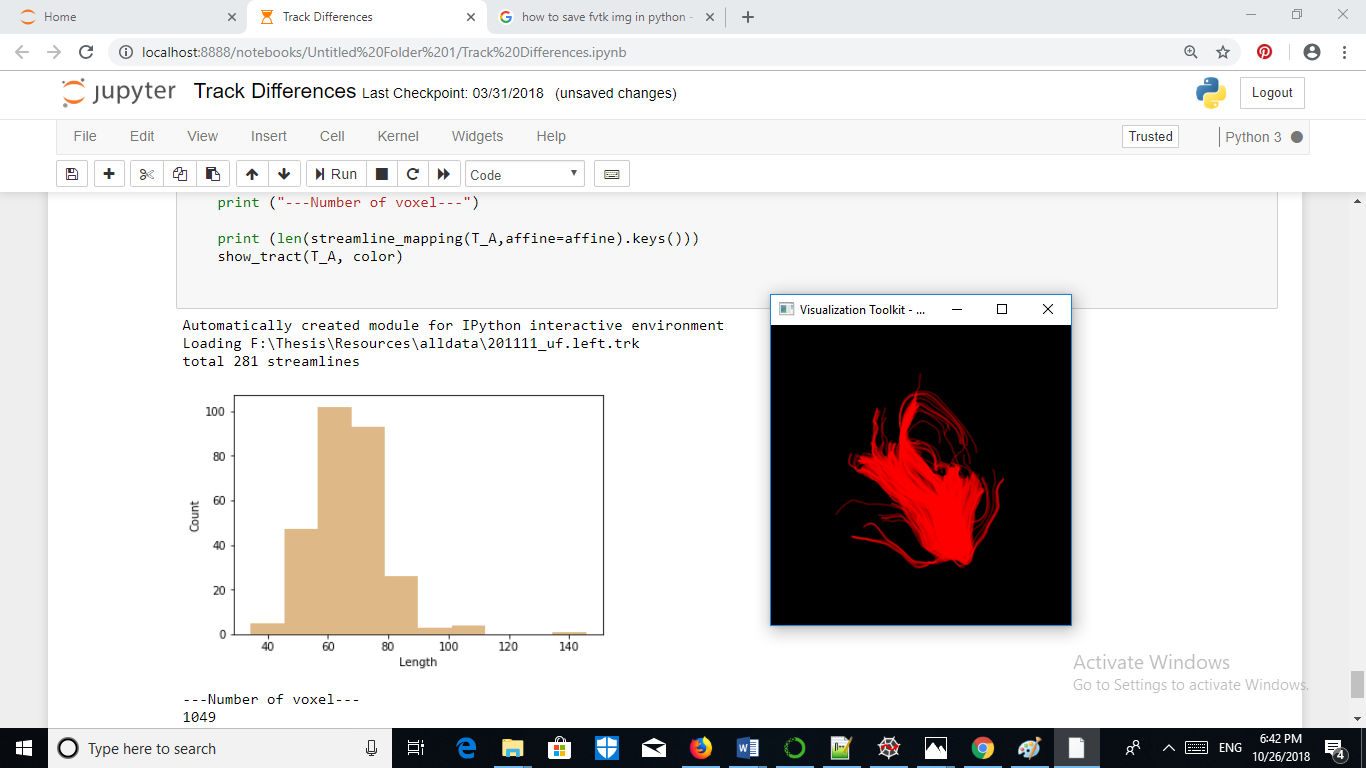 Home
Track Differences
how to save fvtk img in python -
localhost:8888/notebooks/Untitled%20Folder%201/Track%20Differences.ipynb
jupyter Track Differences Last Checkpoint: 03/31/2018 (unsaved changes)
Logout
File Edit View Insert Cell Kernel Widgets Help
Trusted
Python 3
Run
Code
print ("---Number of voxel---")
print (len(streamline_mapping(T_A,affine=affine).keys()))
show_tract(T_A, color)
Automatically created module for IPython interactive environment
Loading F:\Thesis\Resources\alldata\201111_uf.left.trk
total 281 streamlines
Visualization Toolkit - ...
100
80
60
40
20
0
Count
40 60 80 100 120 140
Length
---Number of voxel---
1049
Activate Windows
Go to Settings to activate Windows.
Type here to search
ENG
6:42 PM
10/26/2018
4